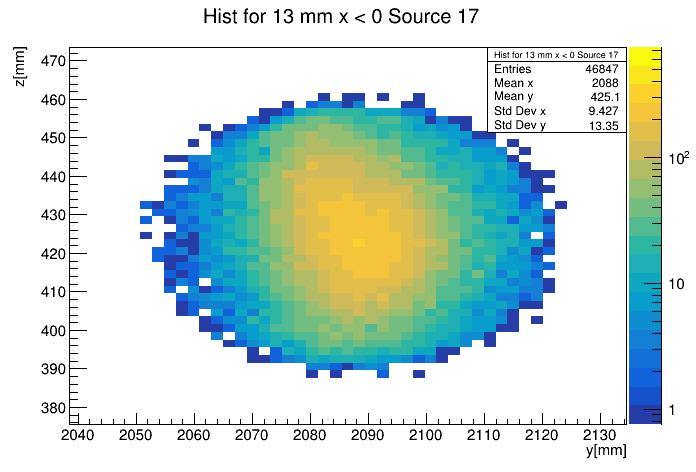 Hist for 13 mm x < 0 Source 17
z[mm]
Hist for 13 mm x < 0 Source 17
Entries 46847
Mean x 2088
Mean y 425.1
Std Dev x 9.427
Std Dev y 13.35
470
460
450
440
430
420
410
400
390
380
10²
10
1
2040 2050 2060 2070 2080 2090 2100 2110 2120 2130
y[mm]